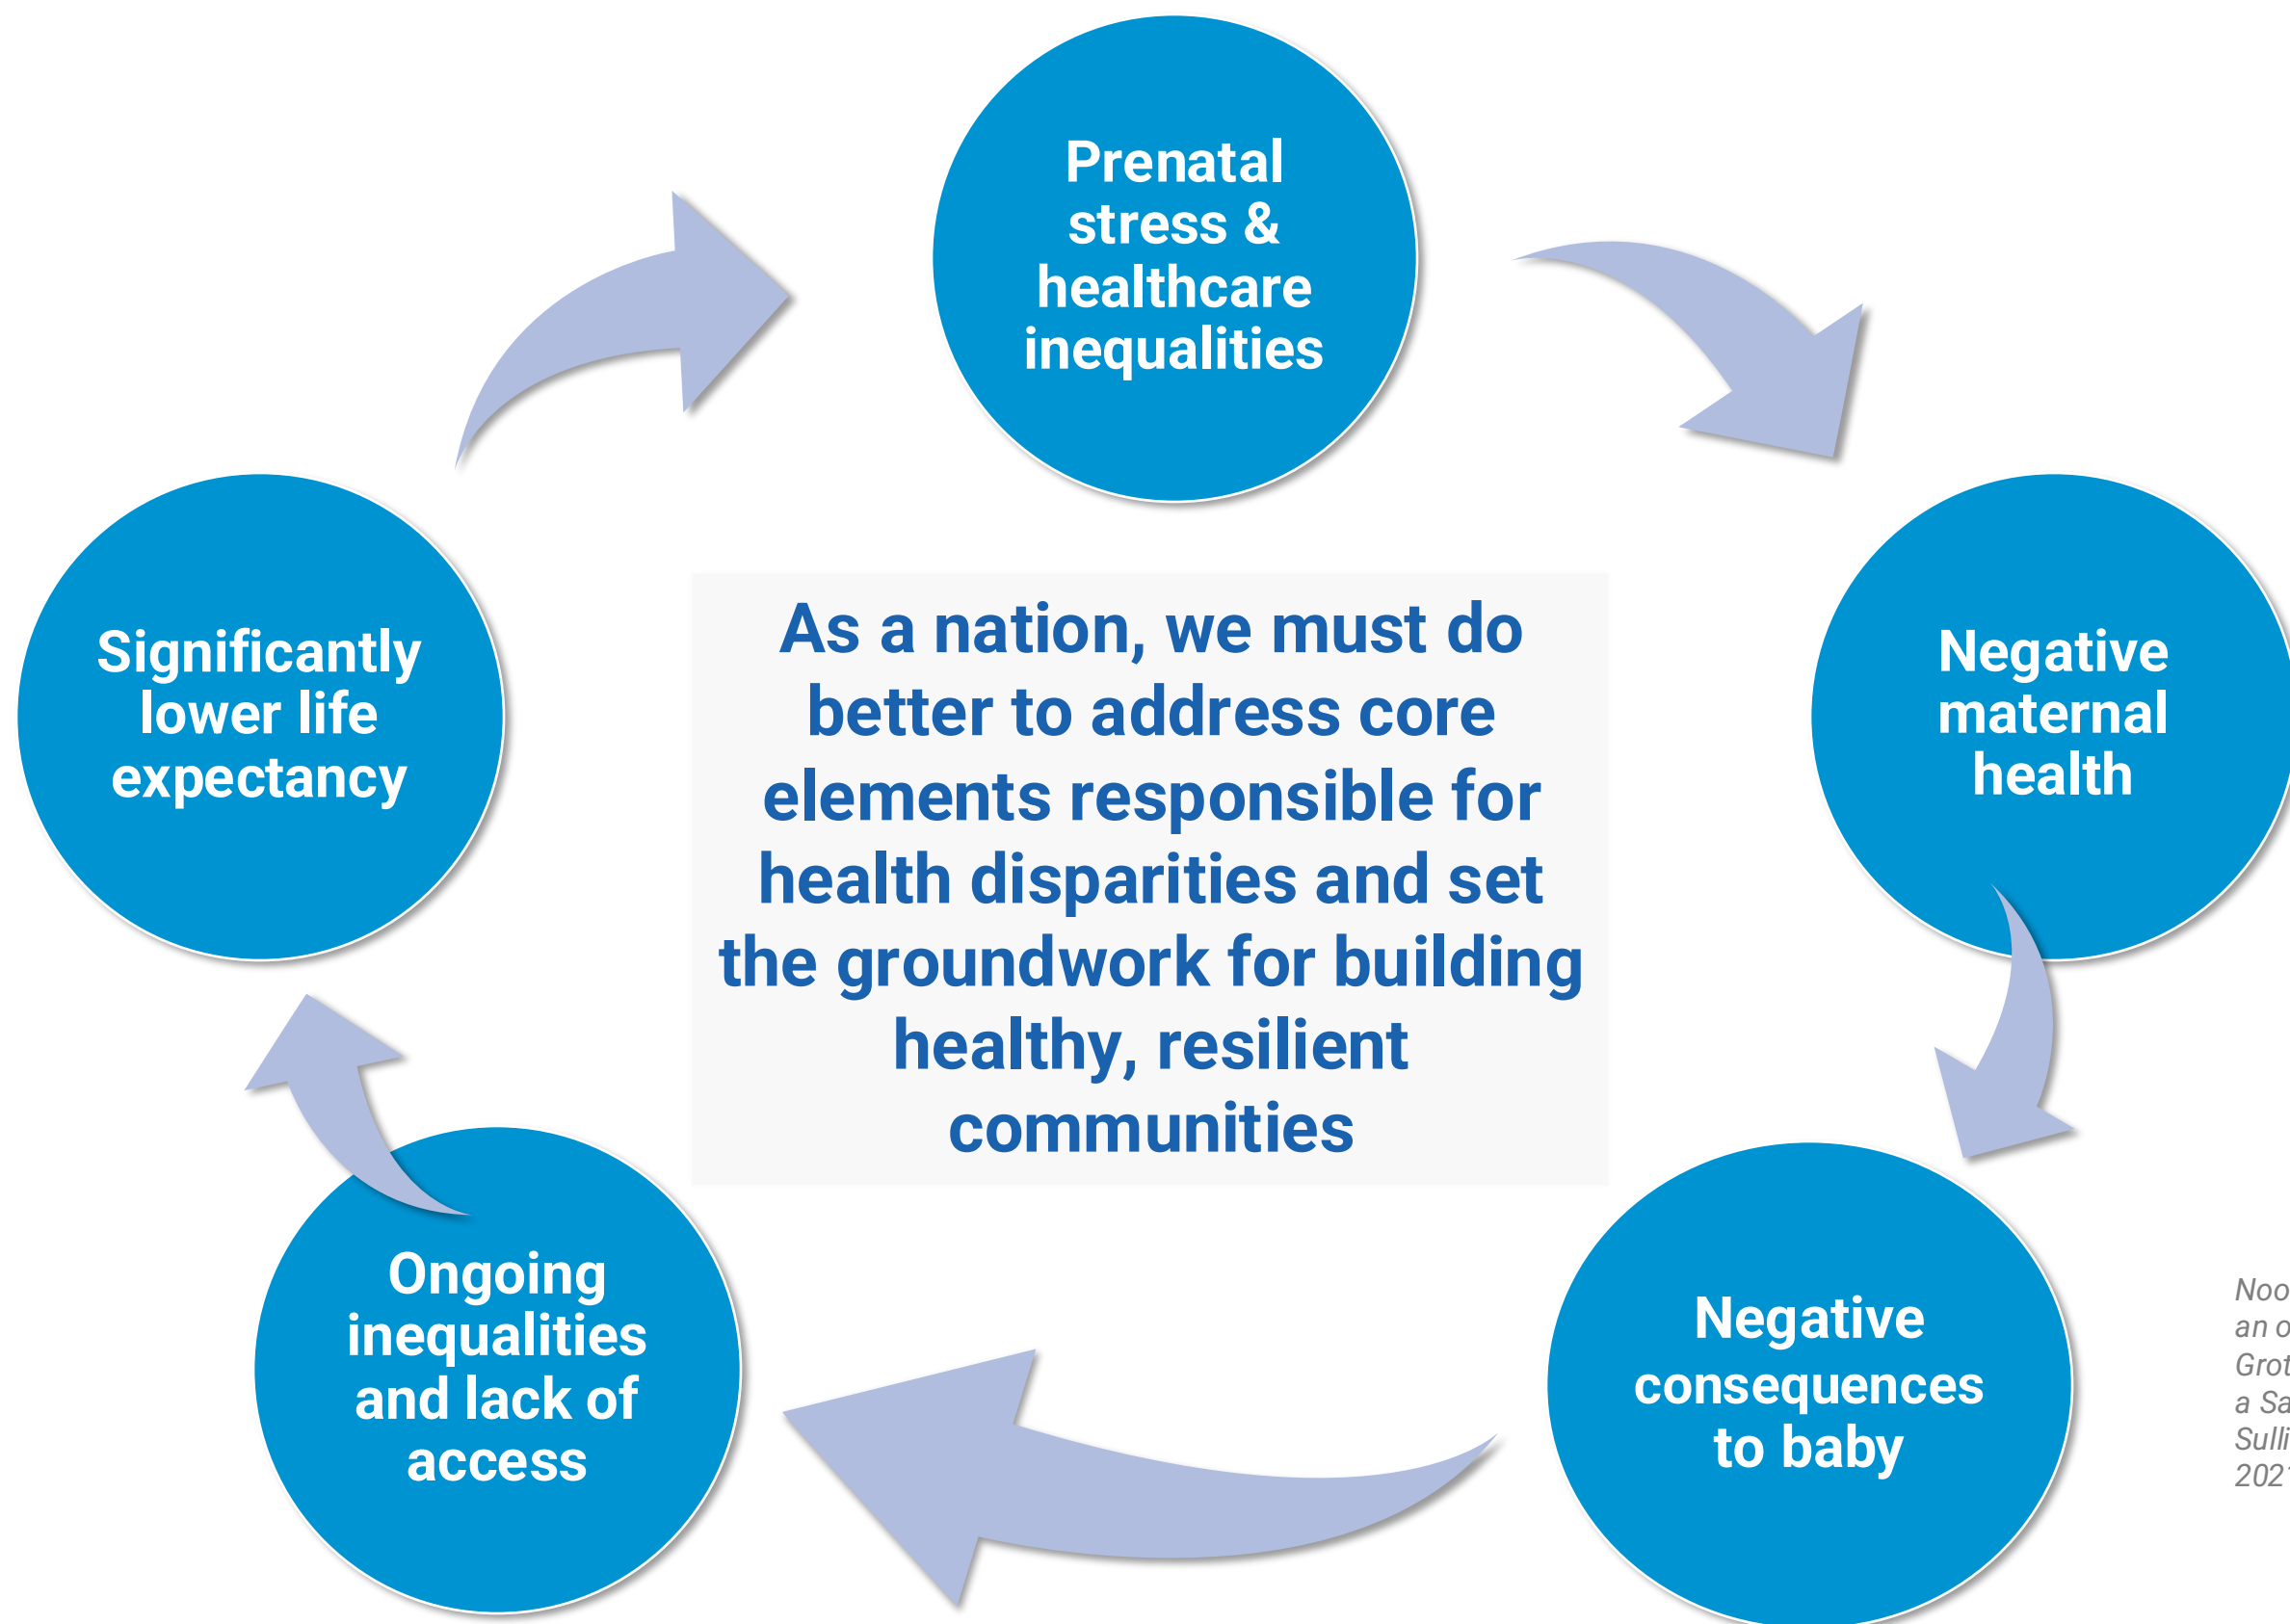 Prenatal
stress &
healthcare
inequalities
Significantly
lower life
expectancy
As a nation, we must do
better to address core
elements responsible for
health disparities and set
the groundwork for building
healthy, resilient
communities
Negative
maternal
health
Ongoing
inequalities
and lack of
access
Negative
consequences
to baby
an
a